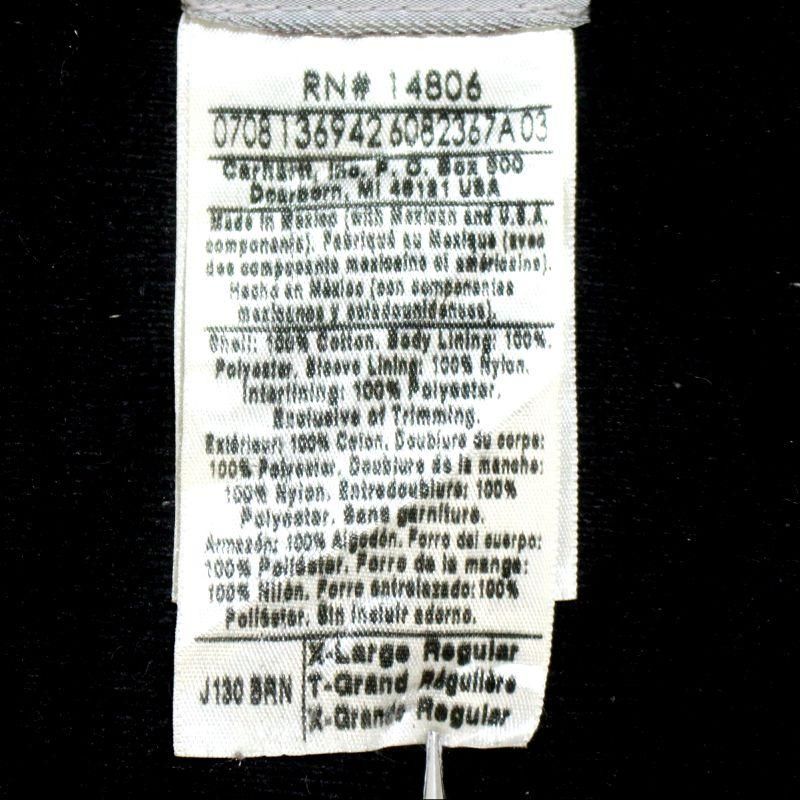 RN# 14806
0708136942 6082367A 03
Carhartt, Inc. P. O. Box 600
Dearborn, MI 48121 USA
Made in Mexico (with Mexican and U.S.A.
components). Fabriqué au Mexique (avec
des composants mexicains et américains).
Hecho en México (con componentes
mexicanos y estadounidenses).
Shell: 100% Cotton. Body Lining: 100%
Polyester. Sleeve Lining: 100% Nylon.
Interlining: 100% Polyester.
Exclusive of Trimming.
Extérieur: 100% Coton. Doublure du corps:
100% Polyester. Doublure de la manche:
100% Nylon. Entredoublure: 100%
Polyester. Sans garniture.
Armazón: 100% Algodón. Forro del cuerpo:
100% Poliéster. Forro de la manga:
100% Nilón. Forro entrelazado: 100%
Poliéster. Sin incluir adorno.
J130 BRN
X-Large Regular
T-Grand Régulière
X-Grande Regular